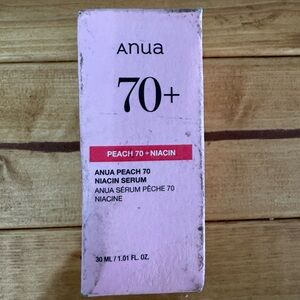 Anua
70+
PEACH 70 + NIACIN
ANUA PEACH 70
NIACIN SERUM
ANUA SÉRUM PÊCHE 70
NIACINE
30 ML / 1.01 FL. OZ.